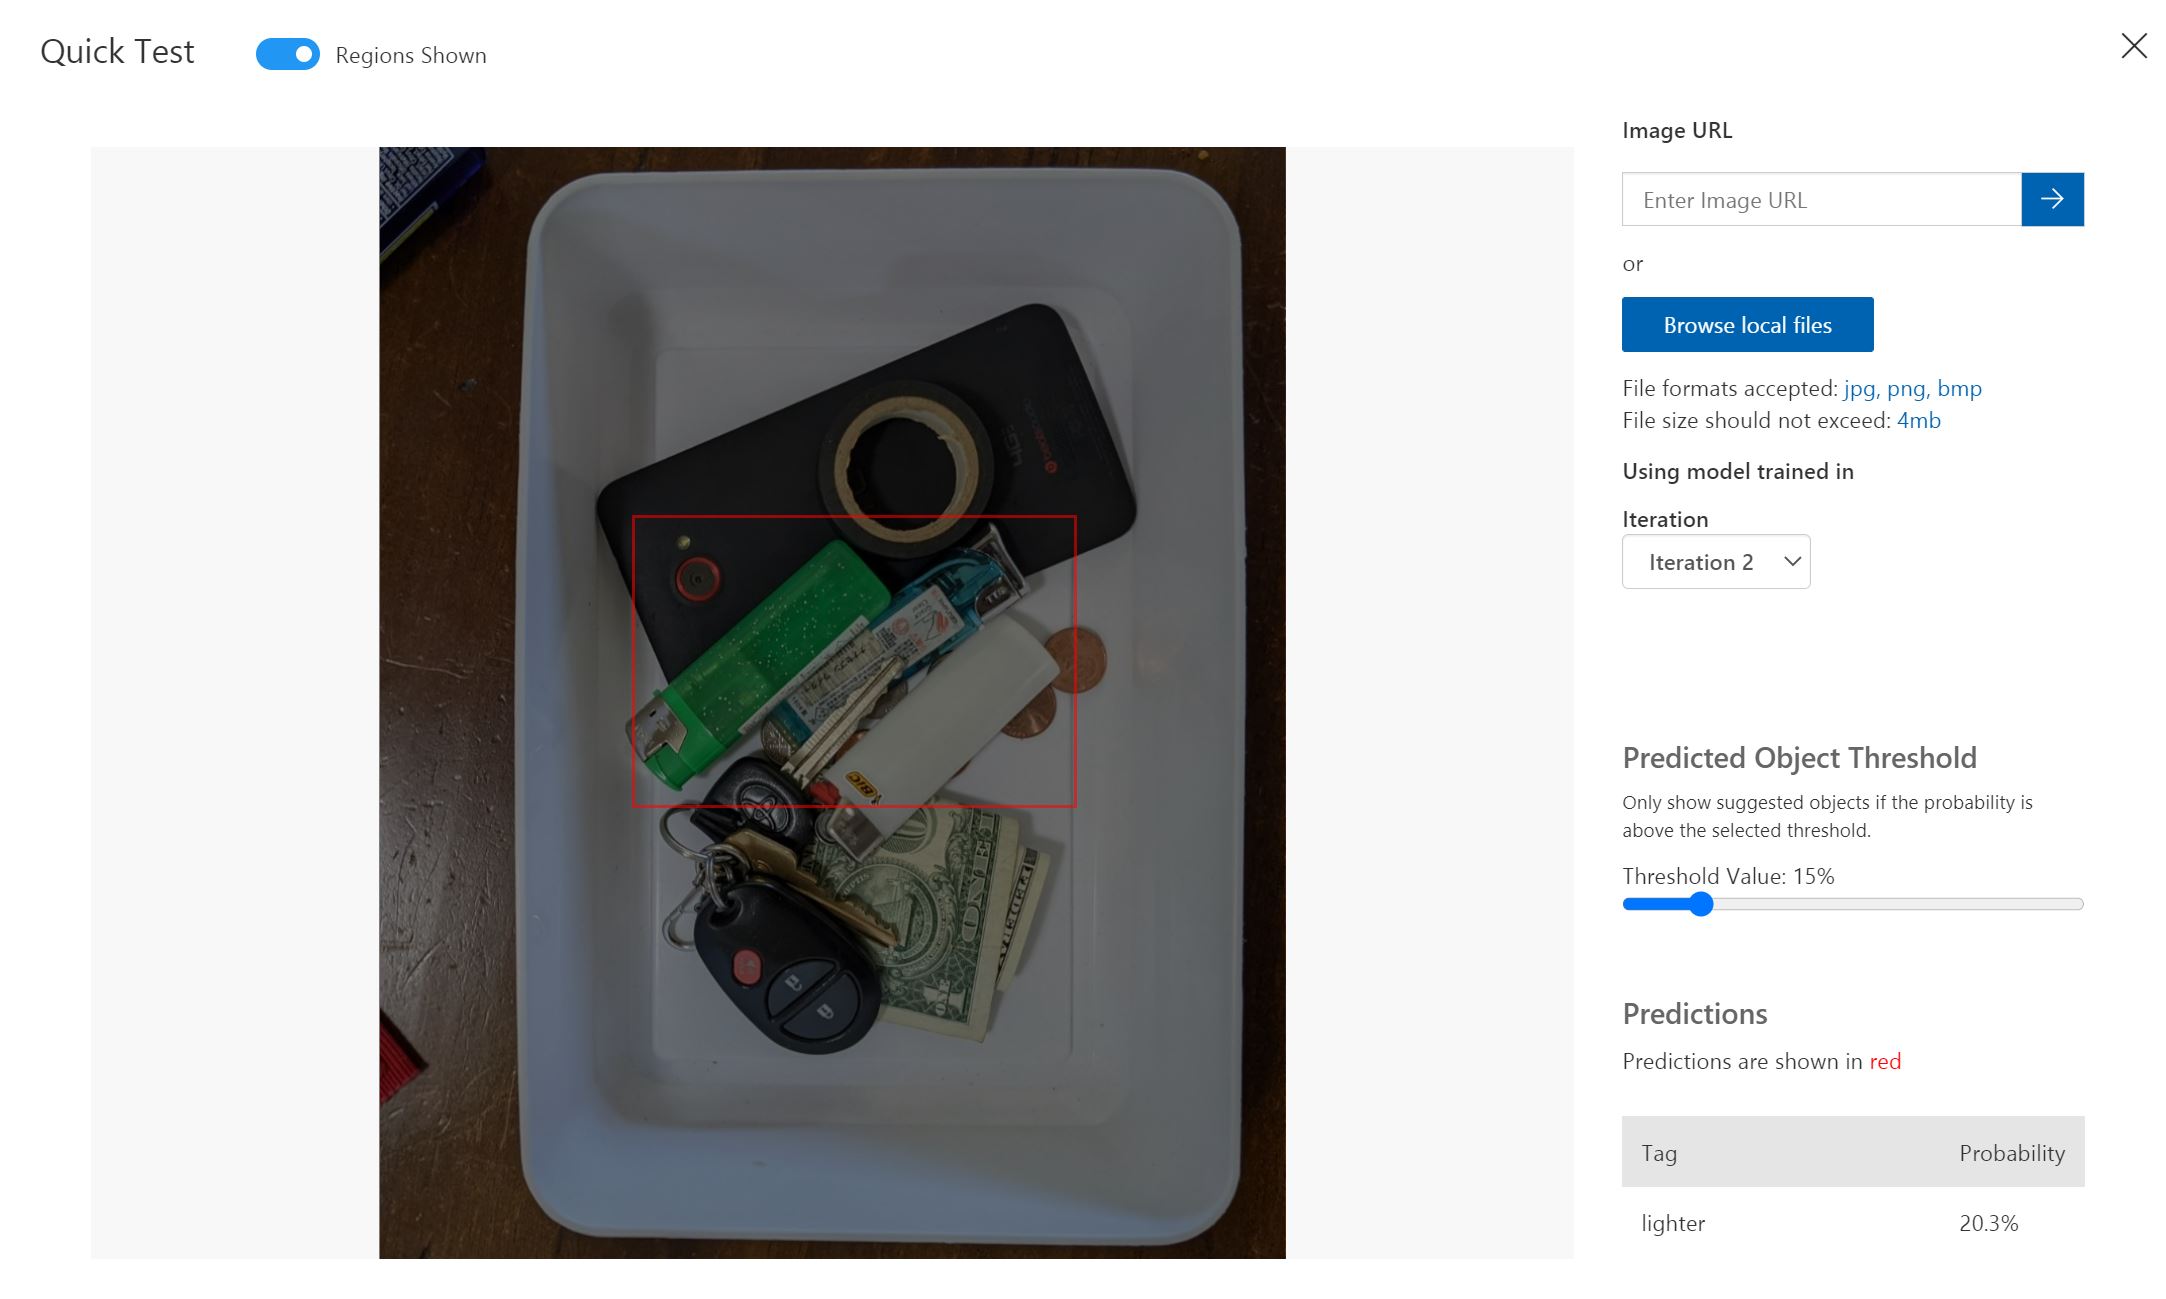 Quick Test
Regions Shown
Image URL
Enter Image URL
or
Browse local files
File formats accepted: jpg, png, bmp
File size should not exceed: 4mb
Using model trained in
Iteration
Iteration 2
Predicted Object Threshold
Only show suggested objects if the probability is
above the selected threshold.
Threshold Value: 15%
Predictions
Predictions are shown in red
Tag Probability
lighter 20.3%
4G
BIC
ONE